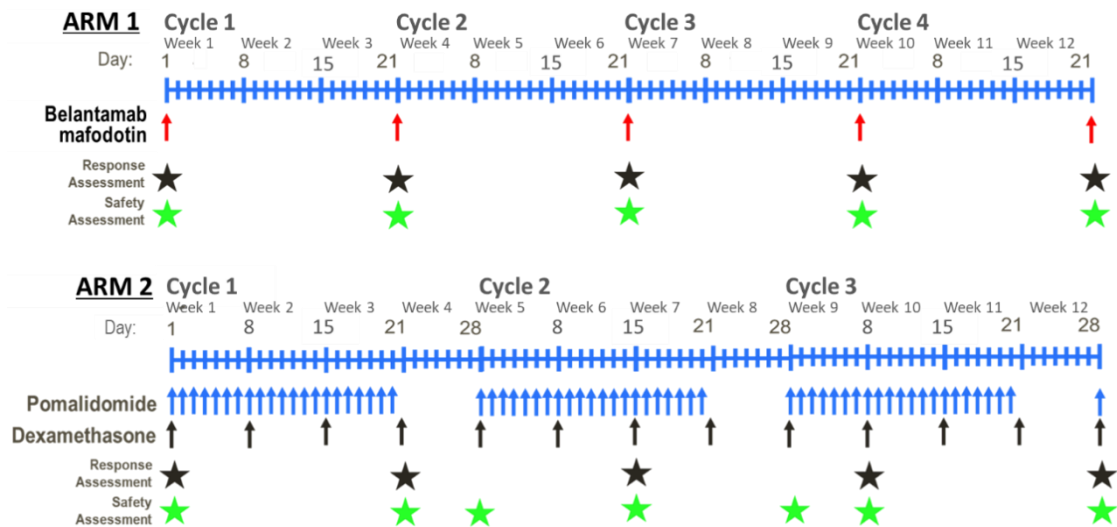 ARM 1 Cycle 1 Cycle 2 Cycle 3 Cycle 4
Week 1 Week 2 Week 3 Week 4 Week 5 Week 6 Week 7 Week 8 Week 9 Week 10 Week 11 Week 12
Day: 1 8 15 21 8 15 21 8 15 21 8 15 21
Belantamab
mafodotin
Response
Assessment
Safety
Assessment
ARM 2 Cycle 1 Cycle 2 Cycle 3
Week 1 Week 2 Week 3 Week 4 Week 5 Week 6 Week 7 Week 8 Week 9 Week 10 Week 11 Week 12
Day: 1 8 15 21 28 8 15 21 28 8 15 21 28
Pomalidomide
Dexamethasone
Response
Assessment
Safety
Assessment